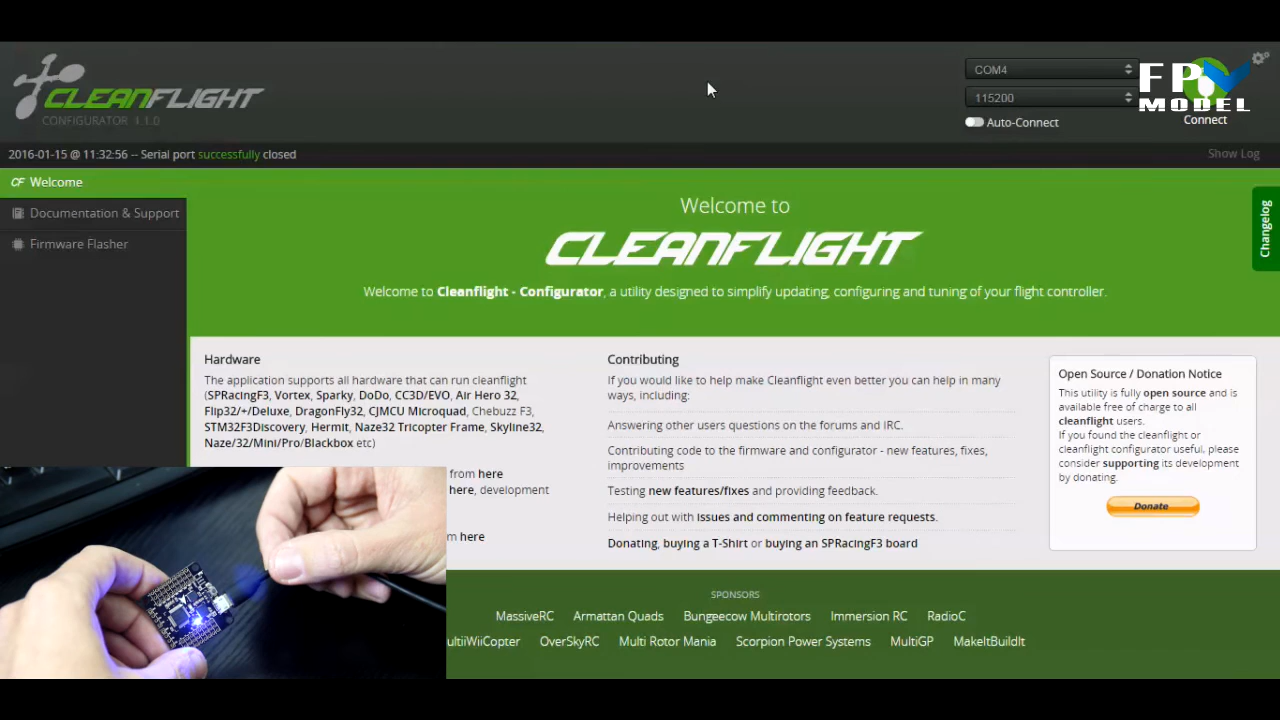 CLEANFLIGHT
CONFIGURATOR 1.1.0
COM4
115200
Auto-Connect
FPV
MODEL
Connect
2016-01-15 @ 11:32:56 -- Serial port successfully closed
Show Log
CF Welcome
Documentation & Support
Firmware Flasher
Changelog
Welcome to
CLEANFLIGHT
Welcome to Cleanflight - Configurator, a utility designed to simplify updating, configuring and tuning of your flight controller.
Hardware
The application supports all hardware that can run cleanflight
(SPRacingF3, Vortex, Sparky, DoDo, CC3D/EVO, Air Hero 32,
Flip32/+/Deluxe, DragonFly32, CJMCU Microquad, Chebuzz F3,
STM32F3Discovery, Hermit, Naze32 Tricopter Frame, Skyline32,
Naze/32/Mini/Pro/Blackbox etc)
from here
here, development
m here
Contributing
If you would like to help make Cleanflight even better you can help in many
ways, including:
Answering other users questions on the forums and IRC.
Contributing code to the firmware and configurator - new features, fixes,
improvements
Testing new features/fixes and providing feedback.
Helping out with issues and commenting on feature requests.
Donating, buying a T-Shirt or buying an SPRacingF3 board
Open Source / Donation Notice
This utility is fully open source and is
available free of charge to all
cleanflight users.
If you found the cleanflight or
cleanflight configurator useful, please
consider supporting its development
by donating.
Donate
SPONSORS
MassiveRC Armattan Quads Bungeecow Multirotors Immersion RC RadioC
ultiWiiCopter OverSkyRC Multi Rotor Mania Scorpion Power Systems MultiGP MakeItBuildIt